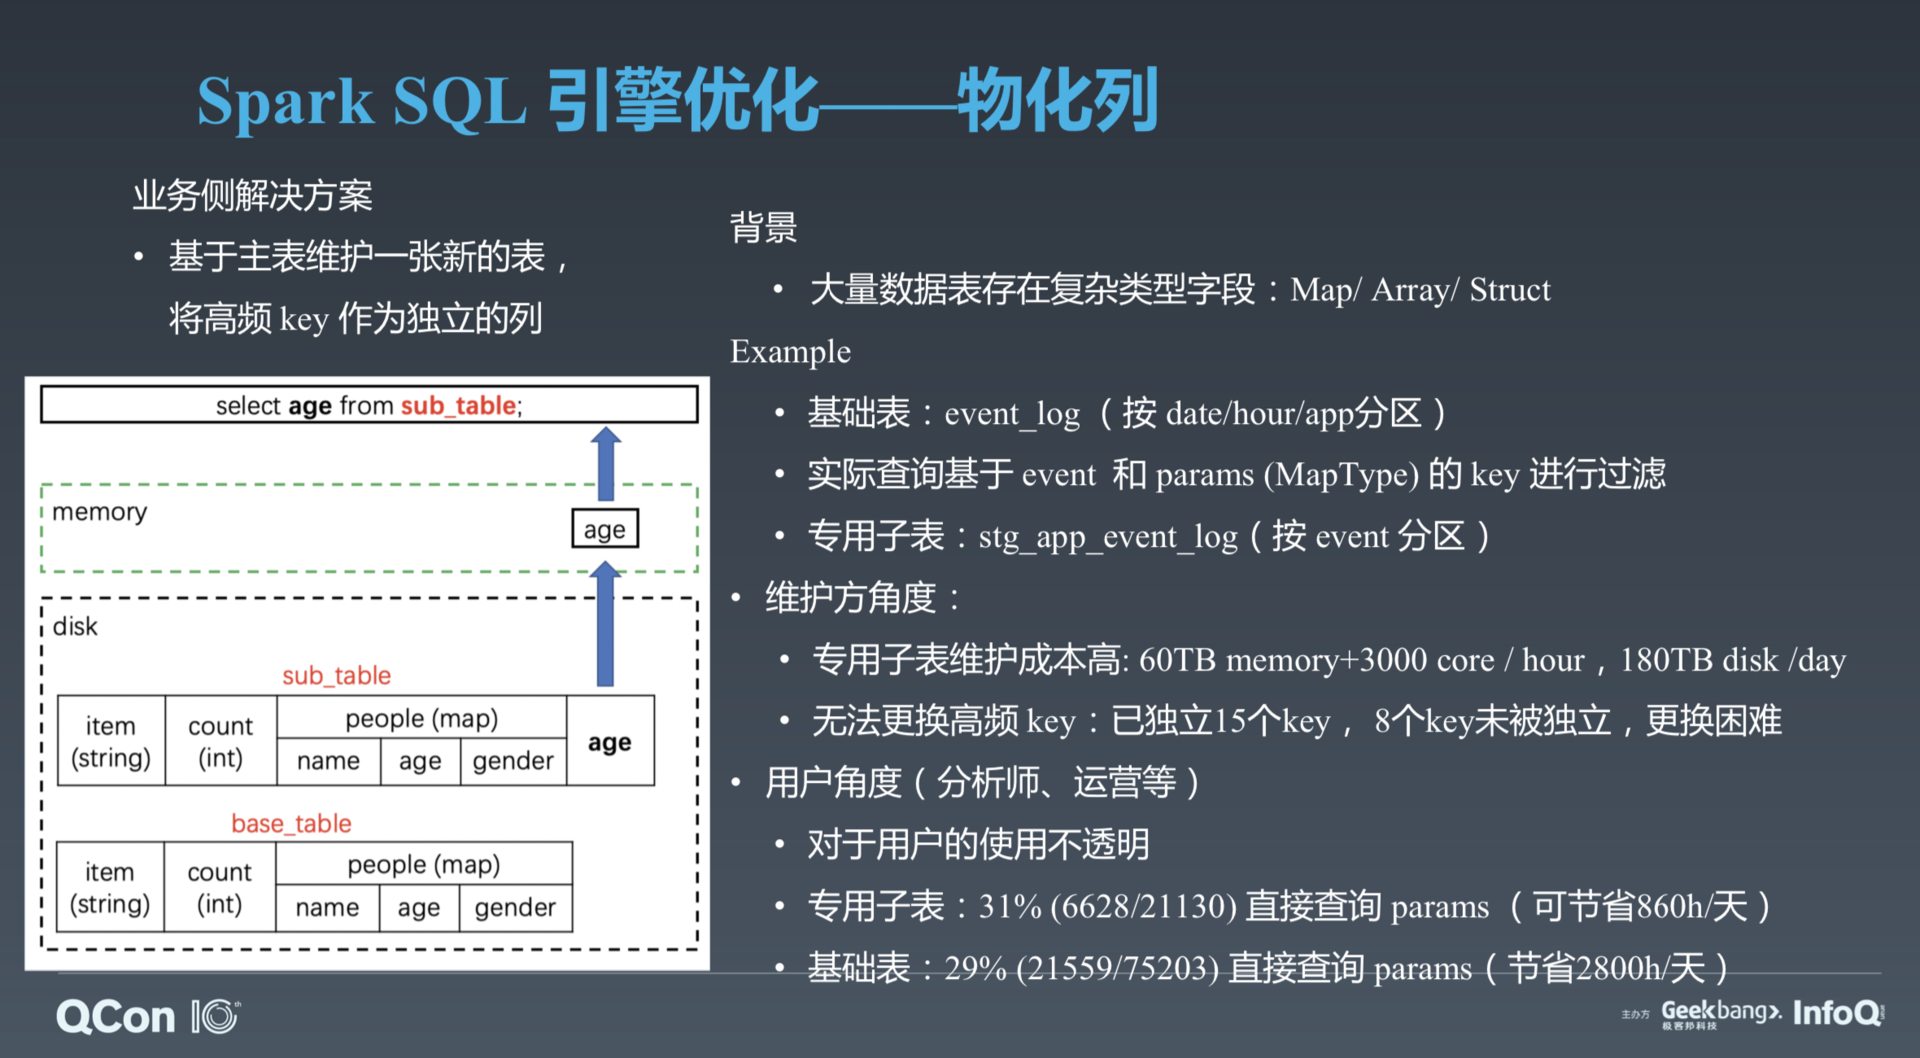 Spark SQL 引擎优化——物化列
业务侧解决方案
• 基于主表维护一张新的表，
将高频 key 作为独立的列
select age from sub_table;
memory
age
disk
sub_table
item
(string)
count
(int)
people (map)
name
age
gender
age
base_table
item
(string)
count
(int)
people (map)
name
age
gender
背景
• 大量数据表存在复杂类型字段：Map/ Array/ Struct
Example
• 基础表：event_log （按 date/hour/app分区）
• 实际查询基于 event 和 params (MapType) 的 key 进行过滤
• 专用子表：stg_app_event_log（按 event 分区）
• 维护方角度：
• 专用子表维护成本高: 60TB memory+3000 core / hour，180TB disk /day
• 无法更换高频 key：已独立15个key， 8个key未被独立，更换困难
• 用户角度（分析师、运营等）
• 对于用户的使用不透明
• 专用子表：31% (6628/21130) 直接查询 params （可节省860h/天）
• 基础表：29% (21559/75203) 直接查询 params（节省2800h/天）
QCon 10th
主办方
Geekbang>.
极客邦科技
InfoQ